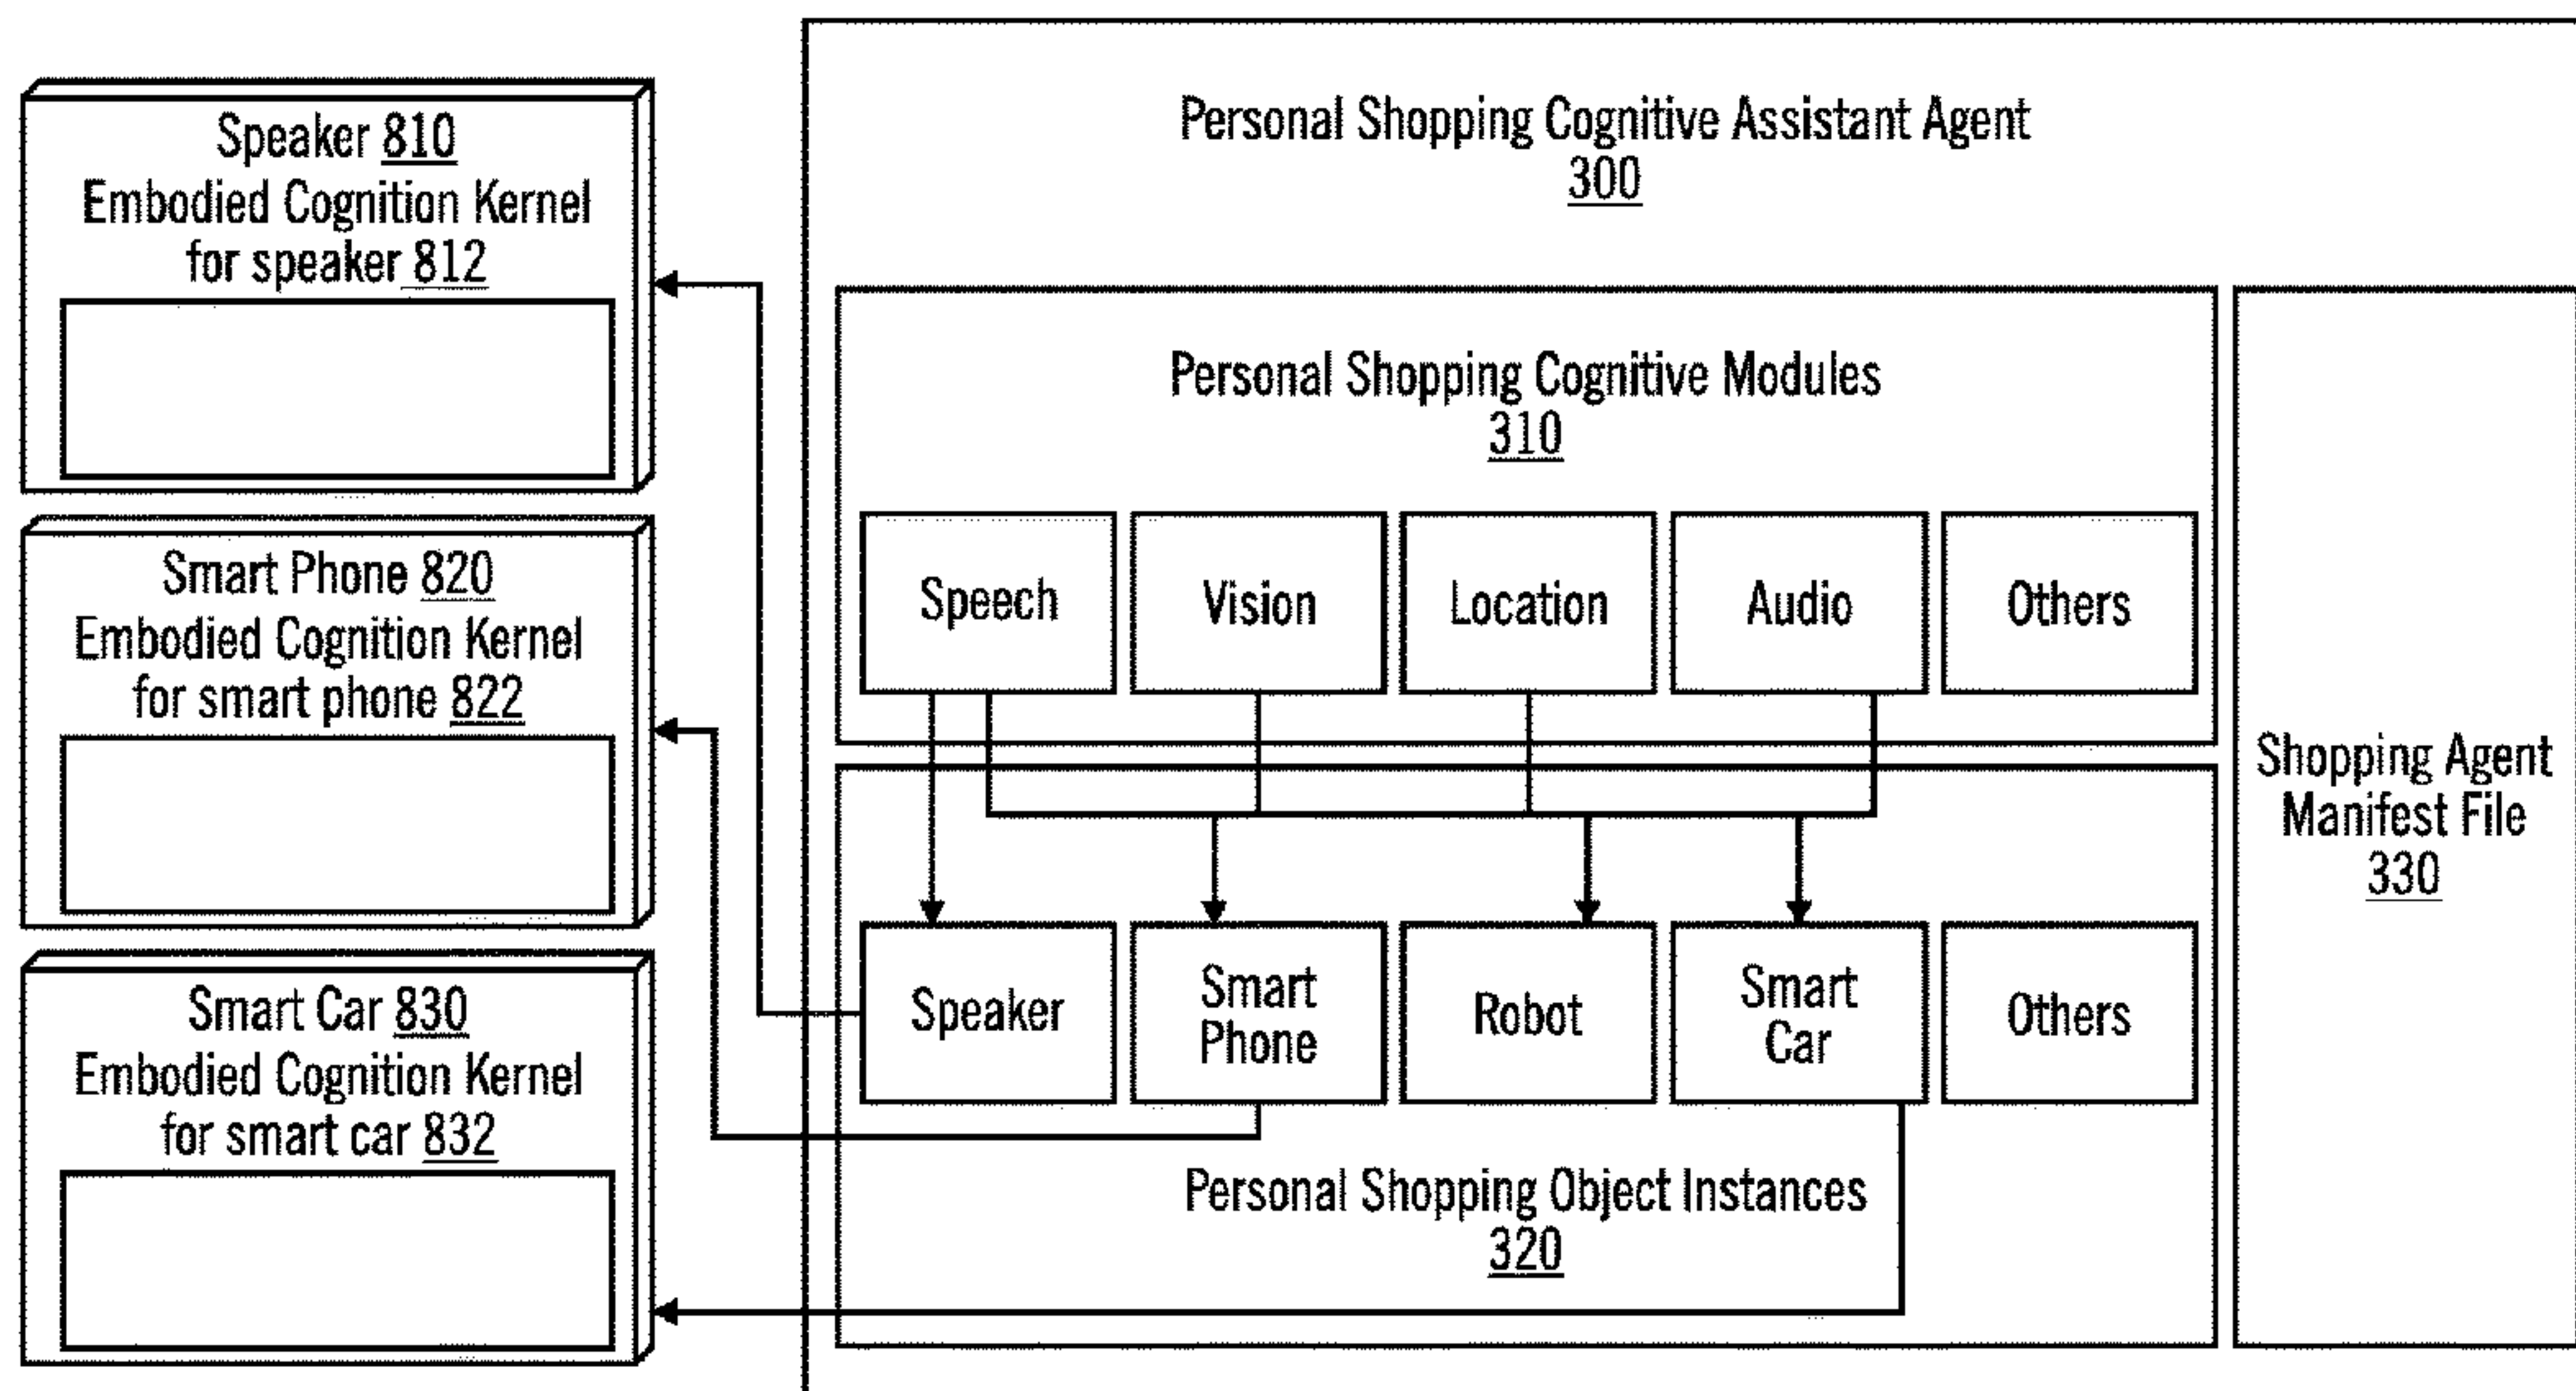 Speaker 810
Embodied Cognition Kernel
for speaker 812
Smart Phone 820
Embodied Cognition Kernel
for smart phone 822
Smart Car 830
Embodied Cognition Kernel
for smart car 832
Personal Shopping Cognitive Assistant Agent
300
Personal Shopping Cognitive Modules
310
Speech
Vision
Location
Audio
Others
Speaker
Smart
Phone
Robot
Smart
Car
Others
Personal Shopping Object Instances
320
Shopping Agent
Manifest File
330